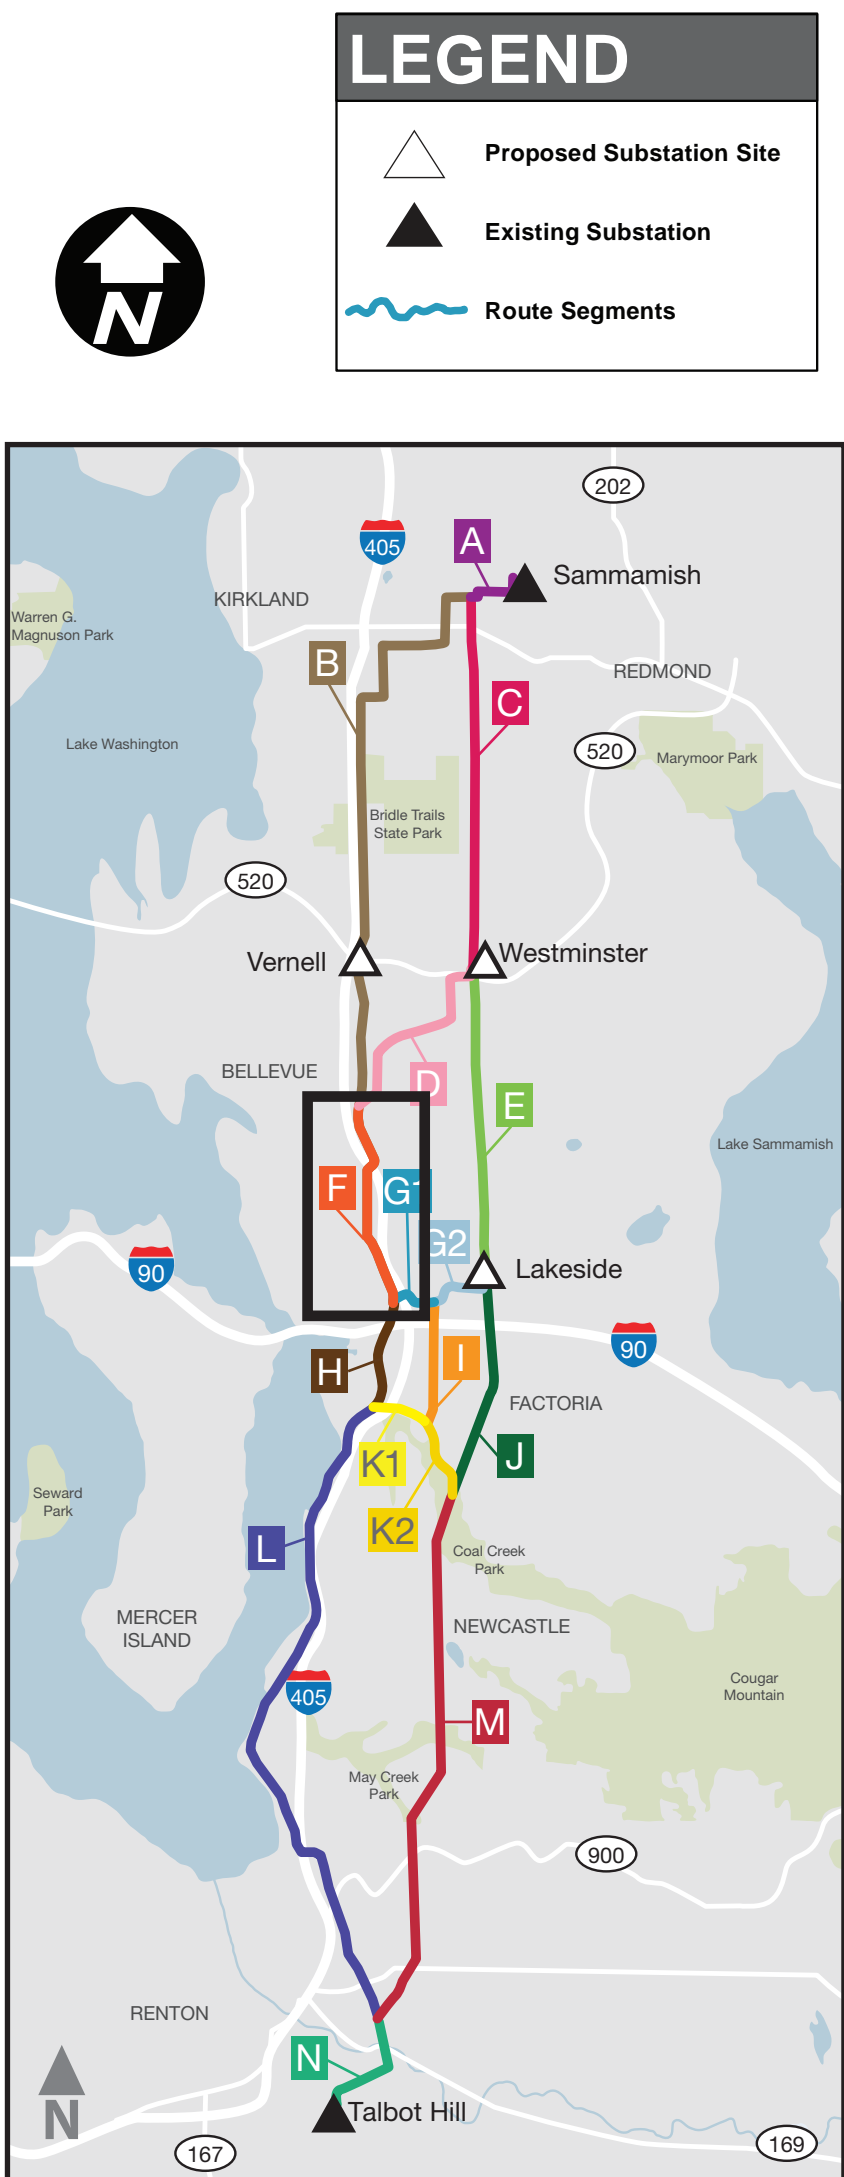 LEGEND
Proposed Substation Site
Existing Substation
Route Segments
N
202
405
A
Sammamish
KIRKLAND
Warren G.
Magnuson Park
B
REDMOND
C
Lake Washington
520
Marymoor Park
Bridle Trails
State Park
520
Vernell
Westminster
BELLEVUE
D
E
Lake Sammamish
F
G1
G2
Lakeside
90
90
H
I
FACTORIA
K1
J
Seward
Park
K2
L
Coal Creek
Park
MERCER
ISLAND
NEWCASTLE
405
Cougar
Mountain
M
May Creek
Park
900
RENTON
N
N
Talbot Hill
167
169